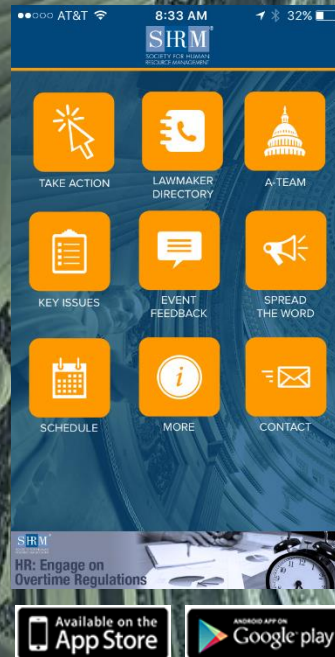 AT&T 8:33 AM 32%
SHRM
SOCIETY FOR HUMAN
RESOURCE MANAGEMENT
TAKE ACTION
LAWMAKER
DIRECTORY
A-TEAM
KEY ISSUES
EVENT
FEEDBACK
SPREAD
THE WORD
SCHEDULE
i
MORE
CONTACT
SHRM
HR: Engage on
Overtime Regulations
Available on the
App Store
ANDROID APP ON
Google play